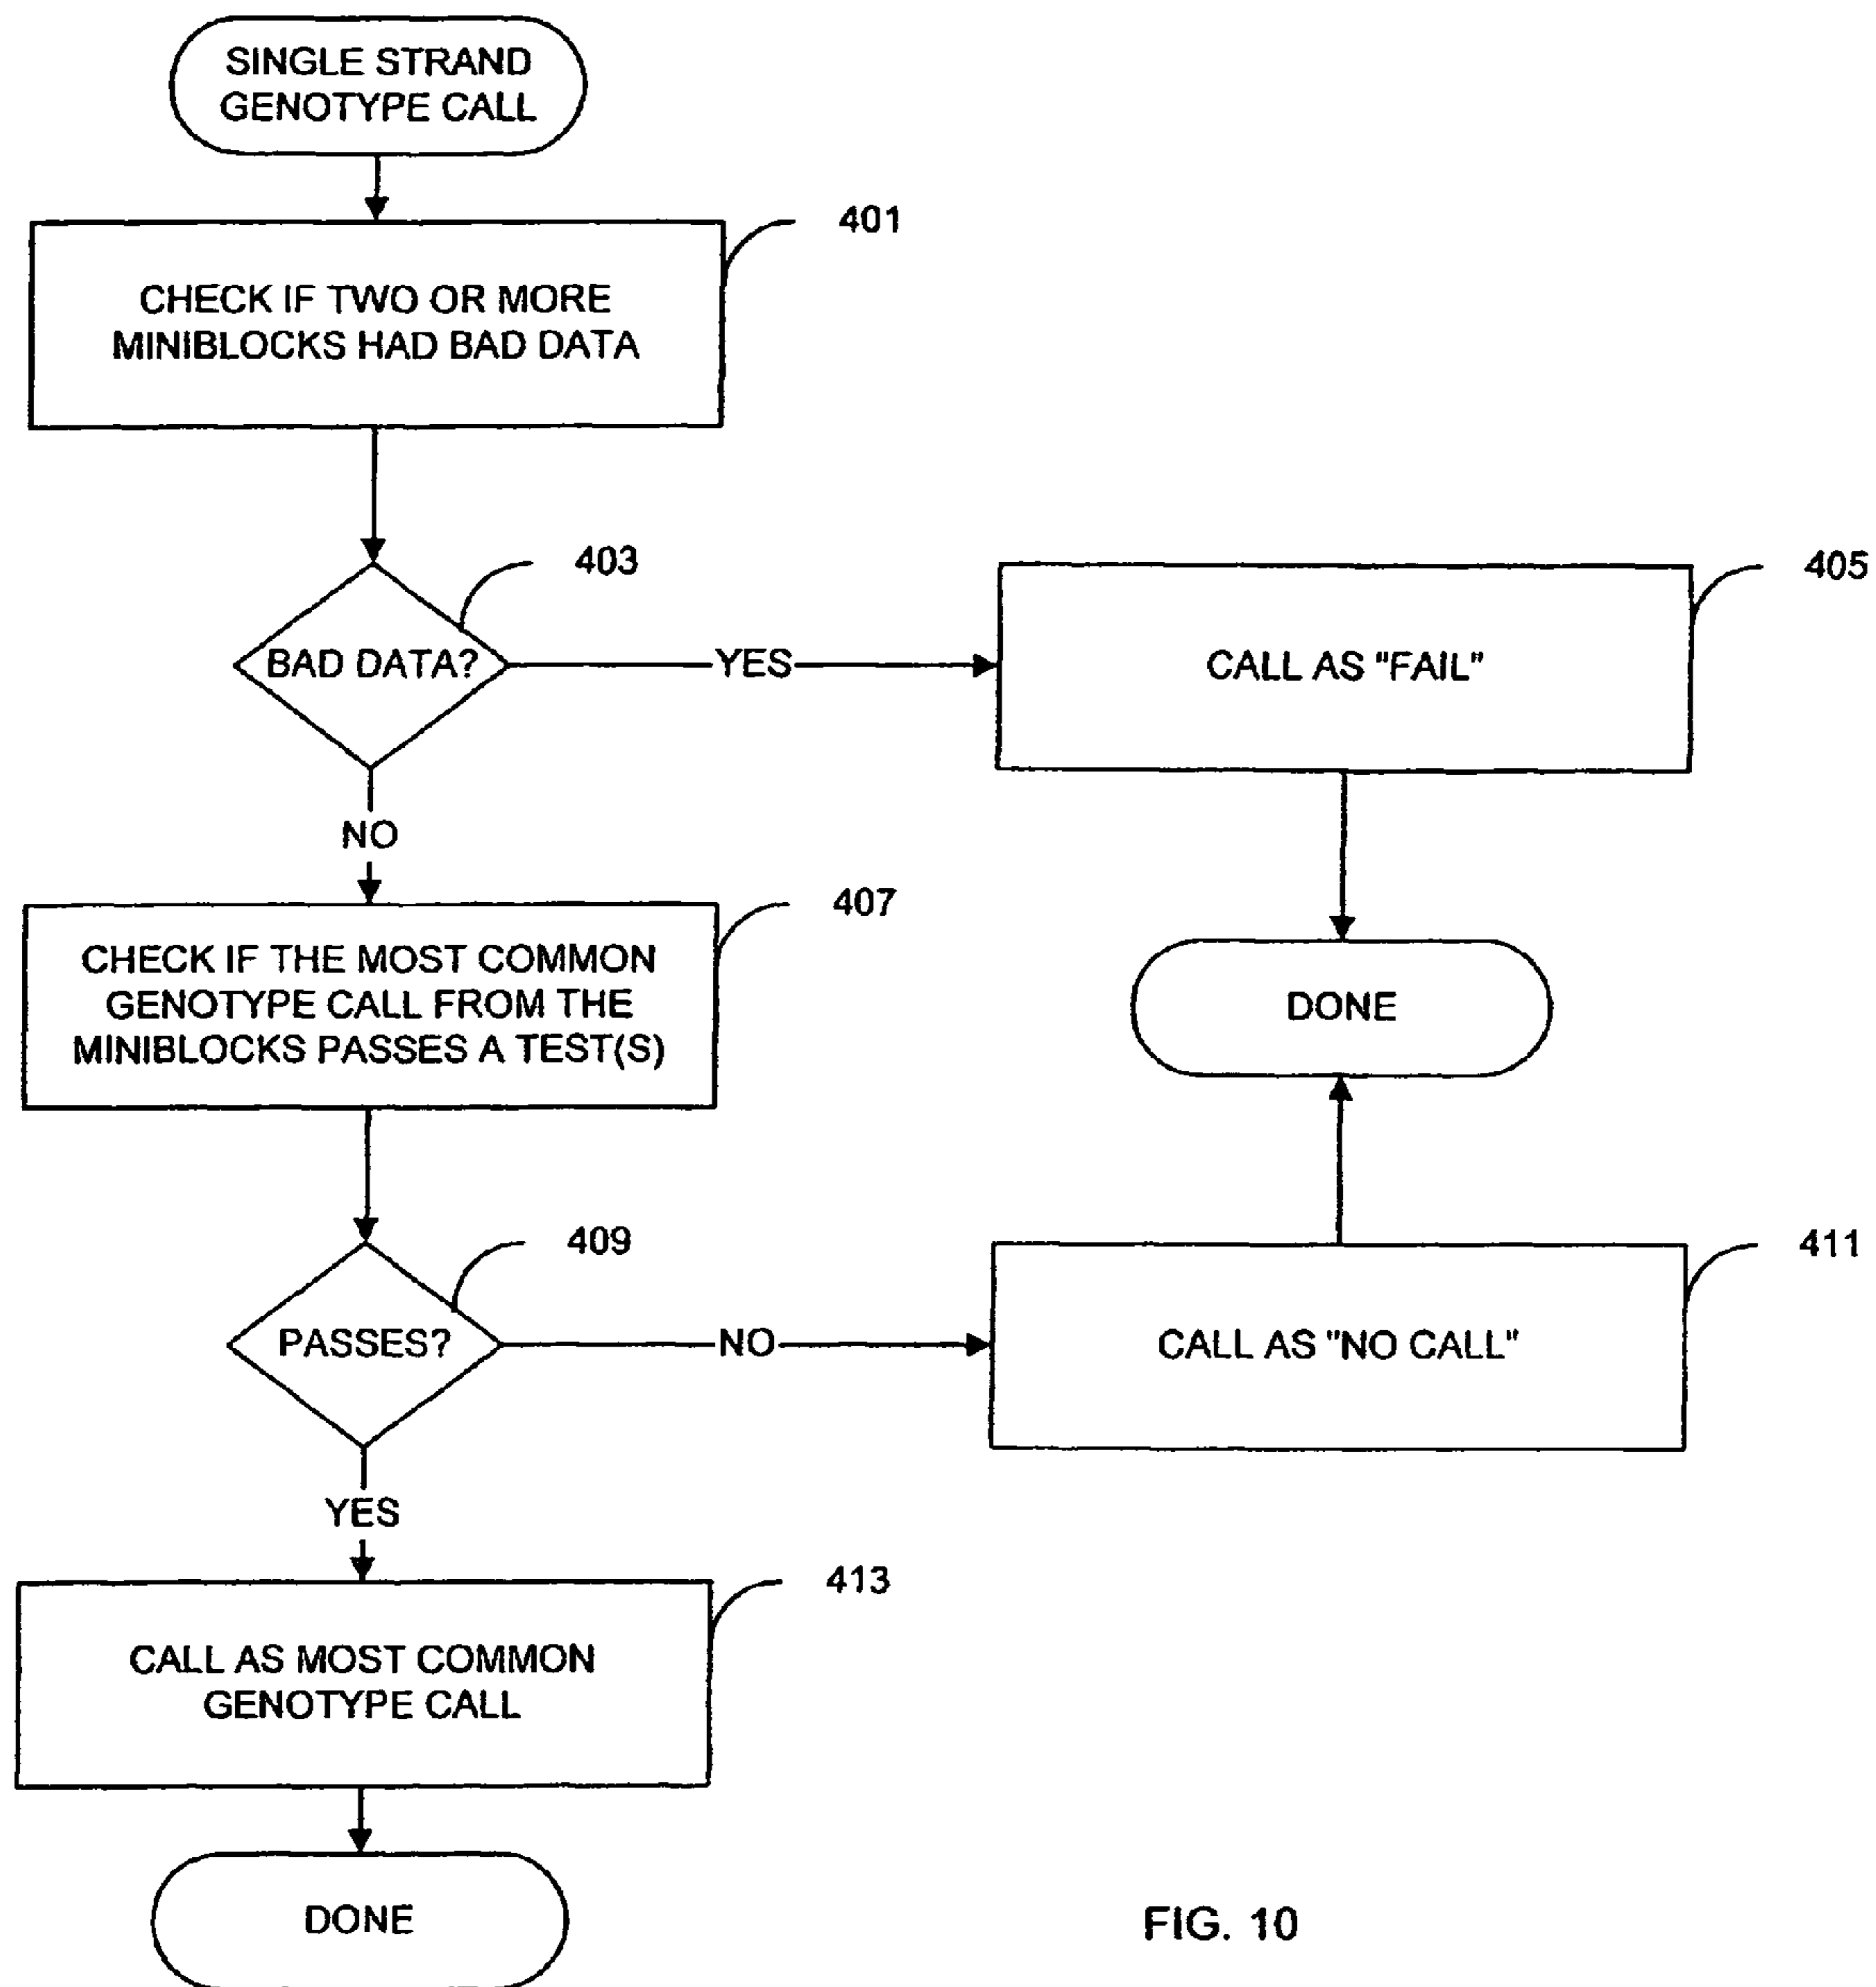 SINGLE STRAND
GENOTYPE CALL
401
CHECK IF TWO OR MORE
MINIBLOCKS HAD BAD DATA
403
BAD DATA?
YES
405
CALL AS "FAIL"
NO
407
CHECK IF THE MOST COMMON
GENOTYPE CALL FROM THE
MINIBLOCKS PASSES A TEST(S)
DONE
409
PASSES?
NO
411
CALL AS "NO CALL"
YES
413
CALL AS MOST COMMON
GENOTYPE CALL
DONE
FIG. 10